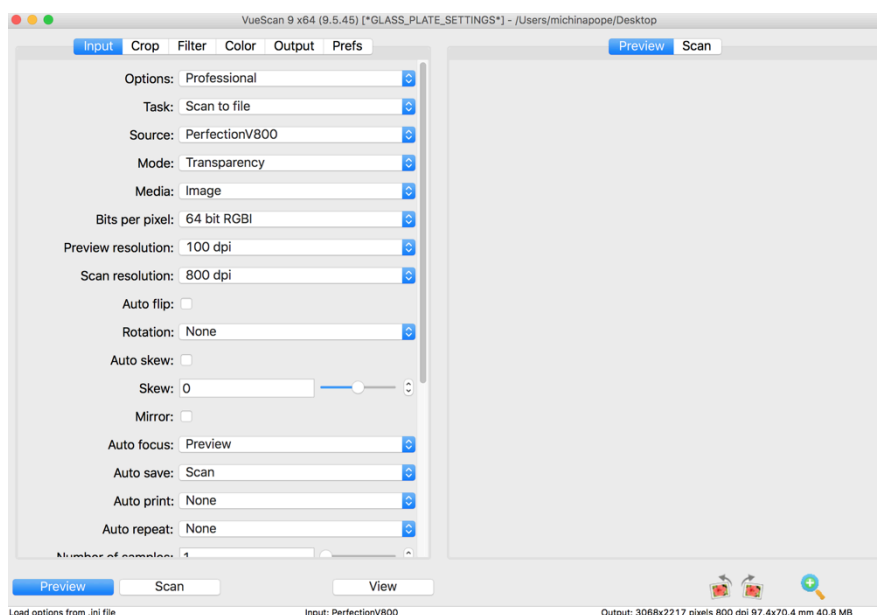 VueScan 9 x64 (9.5.45) [*GLASS_PLATE_SETTINGS*] - /Users/michinapope/Desktop
Input Crop Filter Color Output Prefs
Preview Scan
Options: Professional
Task: Scan to file
Source: PerfectionV800
Mode: Transparency
Media: Image
Bits per pixel: 64 bit RGBI
Preview resolution: 100 dpi
Scan resolution: 800 dpi
Auto flip:
Rotation: None
Auto skew:
Skew: 0
Mirror:
Auto focus: Preview
Auto save: Scan
Auto print: None
Auto repeat: None
Number of samples: 1
Preview Scan View
Load options from .ini file Input: PerfectionV800 Output: 3068x2217 pixels 800 dpi 97.4x70.4 mm 40.8 MB